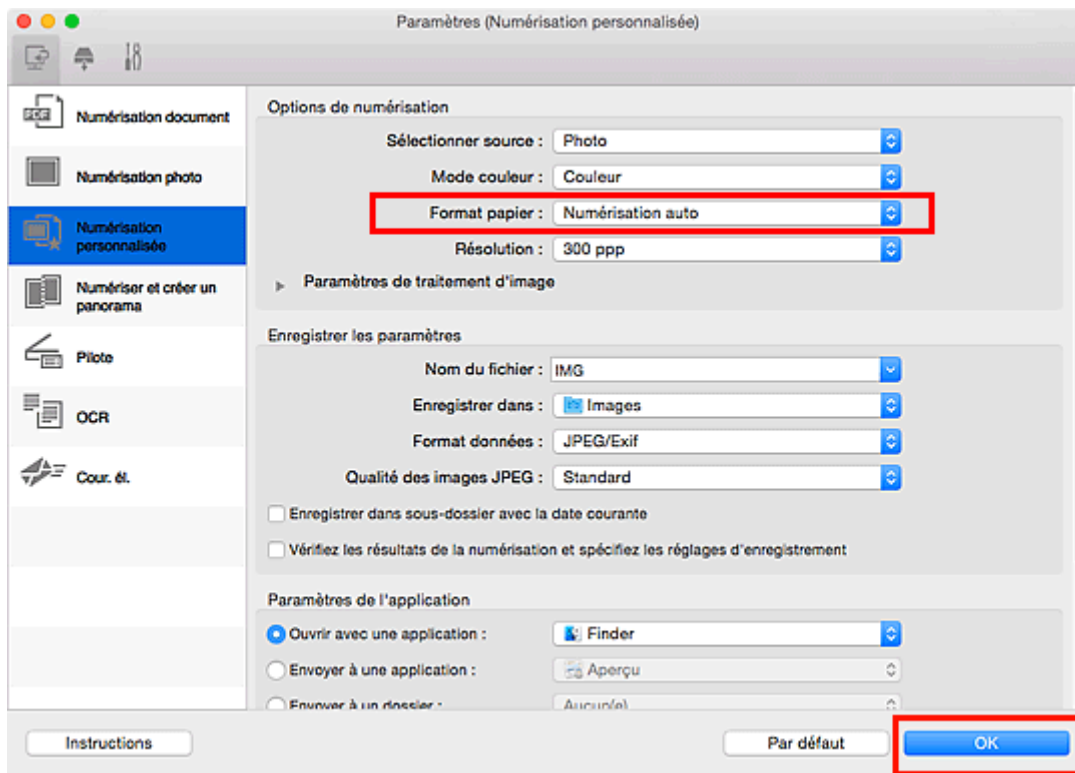 Paramètres (Numérisation personnalisée)
Numérisation document
Numérisation photo
Numérisation
personnalisée
Numériser et créer un
panorama
Pilote
OCR
Cour. él.
Options de numérisation
Sélectionner source : Photo
Mode couleur : Couleur
Format papier : Numérisation auto
Résolution : 300 ppp
Paramètres de traitement d'image
Enregistrer les paramètres
Nom du fichier : IMG
Enregistrer dans : Images
Format données : JPEG/Exif
Qualité des images JPEG : Standard
Enregistrer dans sous-dossier avec la date courante
Vérifiez les résultats de la numérisation et spécifiez les réglages d'enregistrement
Paramètres de l'application
Ouvrir avec une application : Finder
Envoyer à une application : Aperçu
Envoyer à un dossier : Aucun(e)
Instructions
Par défaut
OK